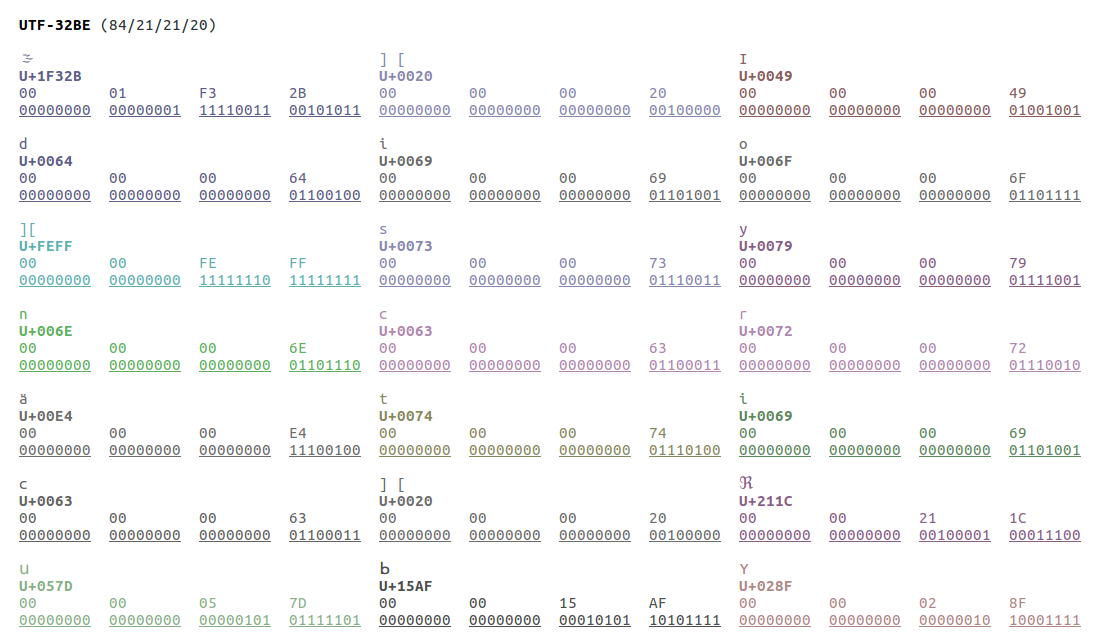 UTF-32BE (84/21/21/20)
🌫 ] [ I
U+1F32B U+0020 U+0049
00 01 F3 2B 00 00 00 20 00 00 00 49
00000000 00000001 11110011 00101011 00000000 00000000 00000000 00100000 00000000 00000000 00000000 01001001
d i o
U+0064 U+0069 U+006F
00 00 00 64 00 00 00 69 00 00 00 6F
00000000 00000000 00000000 01100100 00000000 00000000 00000000 01101001 00000000 00000000 00000000 01101111
][ s y
U+FEFF U+0073 U+0079
00 00 FE FF 00 00 00 73 00 00 00 79
00000000 00000000 11111110 11111111 00000000 00000000 00000000 01110011 00000000 00000000 00000000 01111001
n c r
U+006E U+0063 U+0072
00 00 00 6E 00 00 00 63 00 00 00 72
00000000 00000000 00000000 01101110 00000000 00000000 00000000 01100011 00000000 00000000 00000000 01110010
ä t i
U+00E4 U+0074 U+0069
00 00 00 E4 00 00 00 74 00 00 00 69
00000000 00000000 00000000 11100100 00000000 00000000 00000000 01110100 00000000 00000000 00000000 01101001
c ] [ ℜ
U+0063 U+0020 U+211C
00 00 00 63 00 00 00 20 00 00 21 1C
00000000 00000000 00000000 01100011 00000000 00000000 00000000 00100000 00000000 00000000 00100001 00011100
ս ᖯ ʏ
U+057D U+15AF U+028F
00 00 05 7D 00 00 15 AF 00 00 02 8F
00000000 00000000 00000101 01111101 00000000 00000000 00010101 10101111 00000000 00000000 00000010 10001111